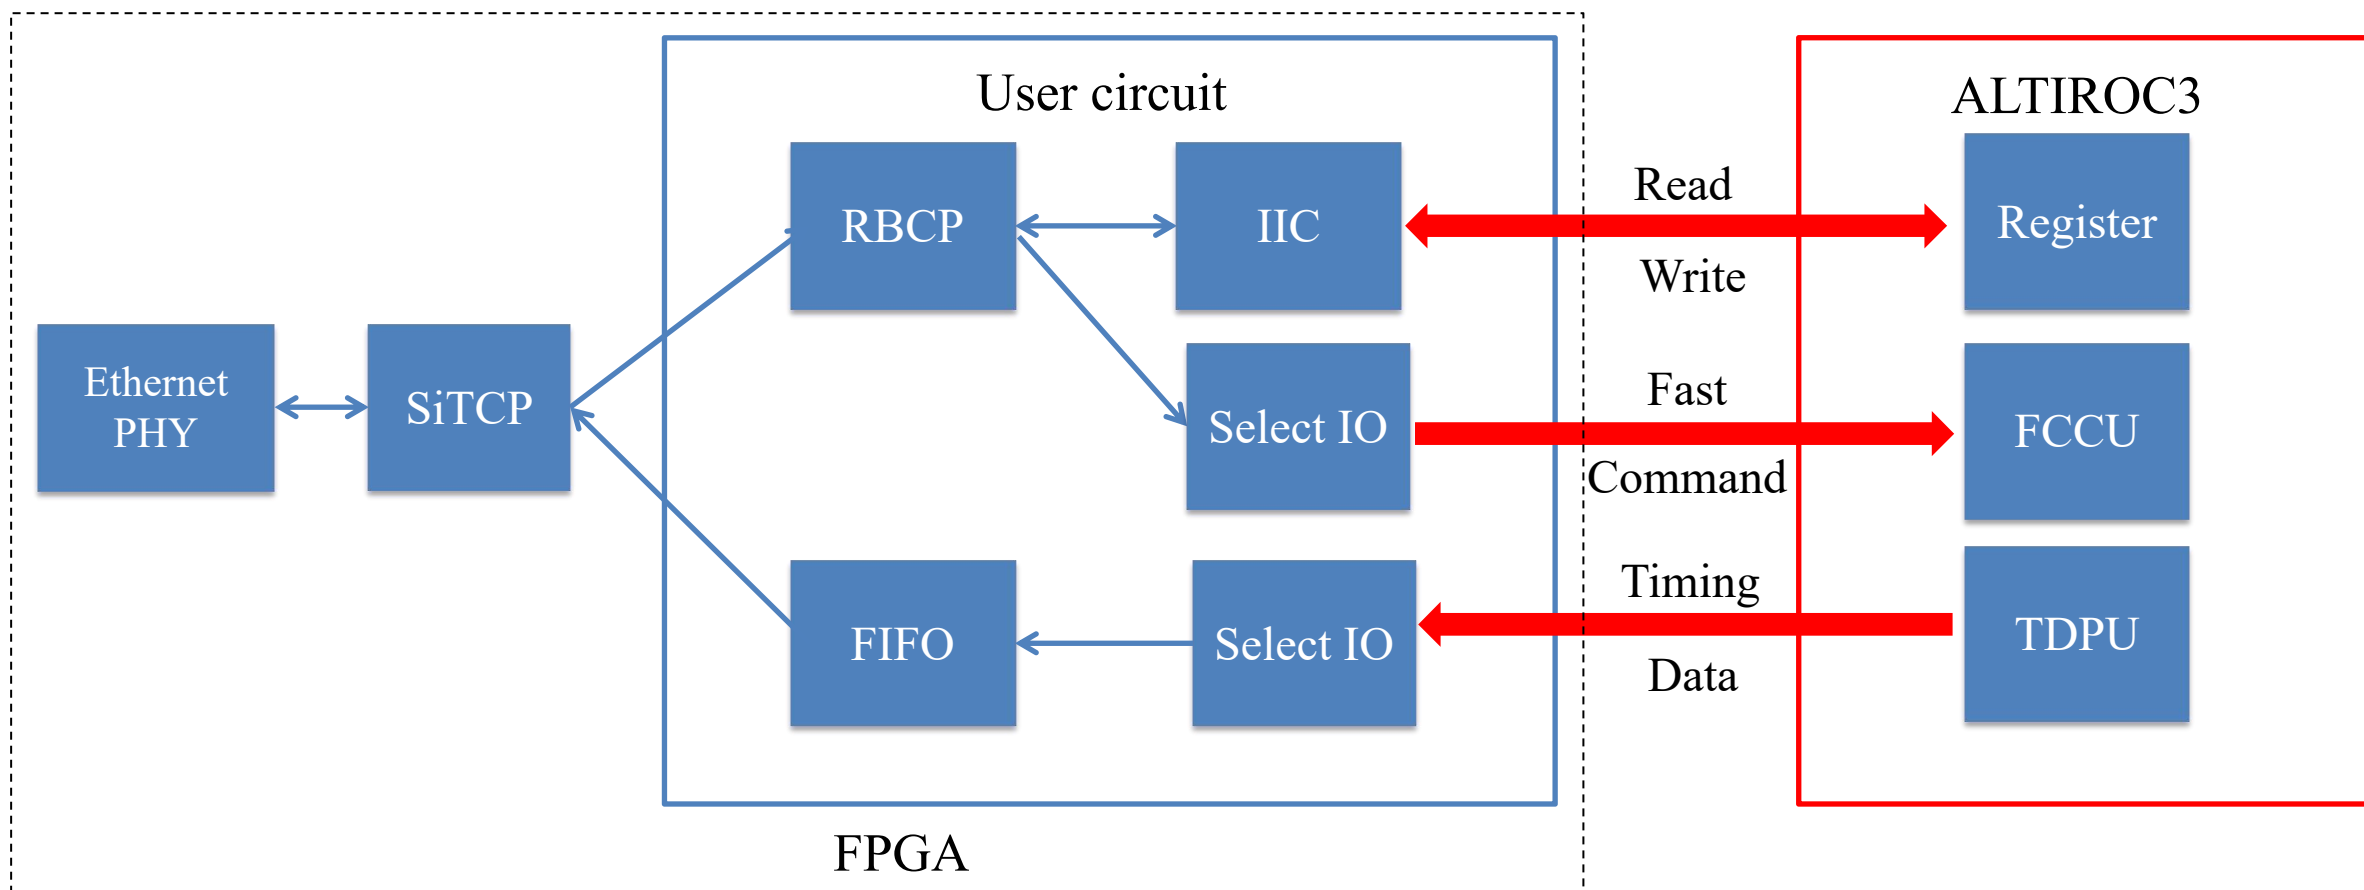 User circuit
ALTIROC3
RBCP
IIC
Read
Write
Register
Ethernet
PHY
SiTCP
Select IO
Fast
Command
FCCU
FIFO
Select IO
Timing
Data
TDPU
FPGA